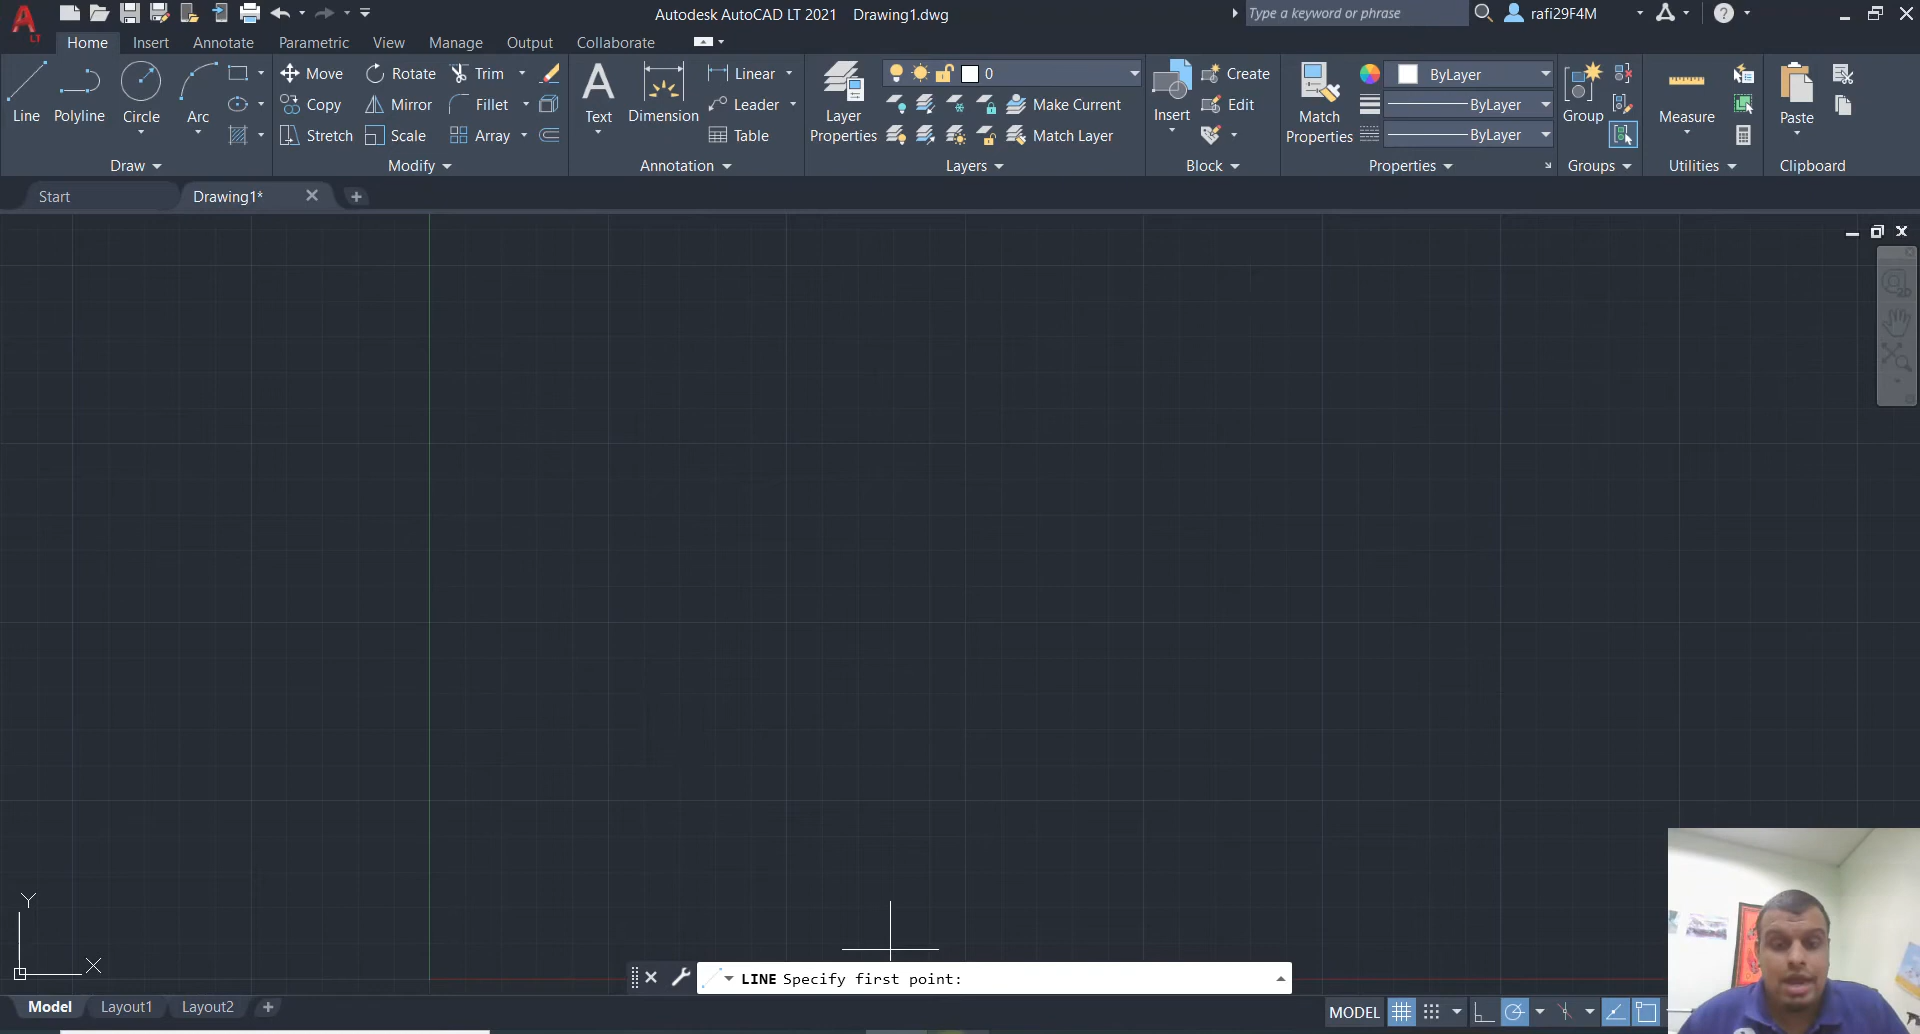 Autodesk AutoCAD LT 2021 Drawing1.dwg
Type a keyword or phrase
rafi29F4M
A
LT
Home Insert Annotate Parametric View Manage Output Collaborate
Line Polyline Circle Arc
Draw
Move Rotate Trim
Copy Mirror Fillet
Stretch Scale Array
Modify
Text Dimension
Linear
Leader
Table
Annotation
Layer
Properties
0
Make Current
Match Layer
Layers
Insert
Create
Edit
Block
Match
Properties
ByLayer
ByLayer
ByLayer
Properties
Group
Groups
Measure
Utilities
Paste
Clipboard
Start Drawing1*
2D
Y
X
LINE Specify first point:
Model Layout1 Layout2
MODEL